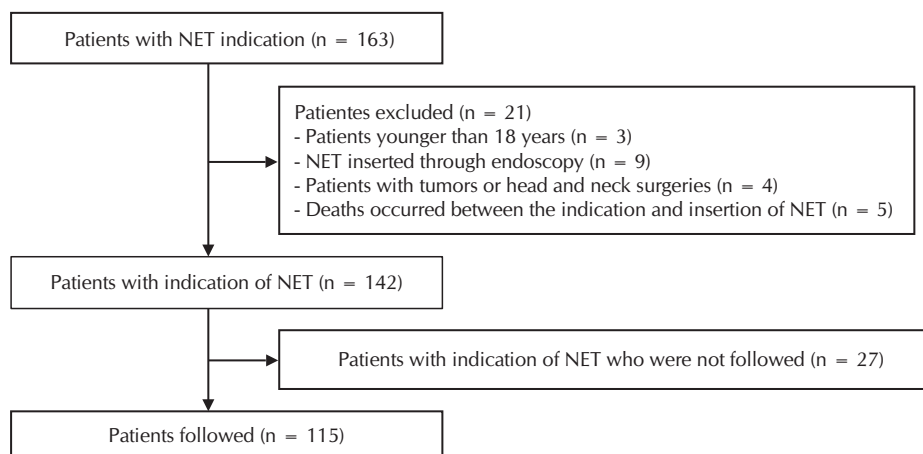 Patients with NET indication (n = 163)
Patientes excluded (n = 21)
- Patients younger than 18 years (n = 3)
- NET inserted through endoscopy (n = 9)
- Patients with tumors or head and neck surgeries (n = 4)
- Deaths occurred between the indication and insertion of NET (n = 5)
Patients with indication of NET (n = 142)
Patients with indication of NET who were not followed (n = 27)
Patients followed (n = 115)